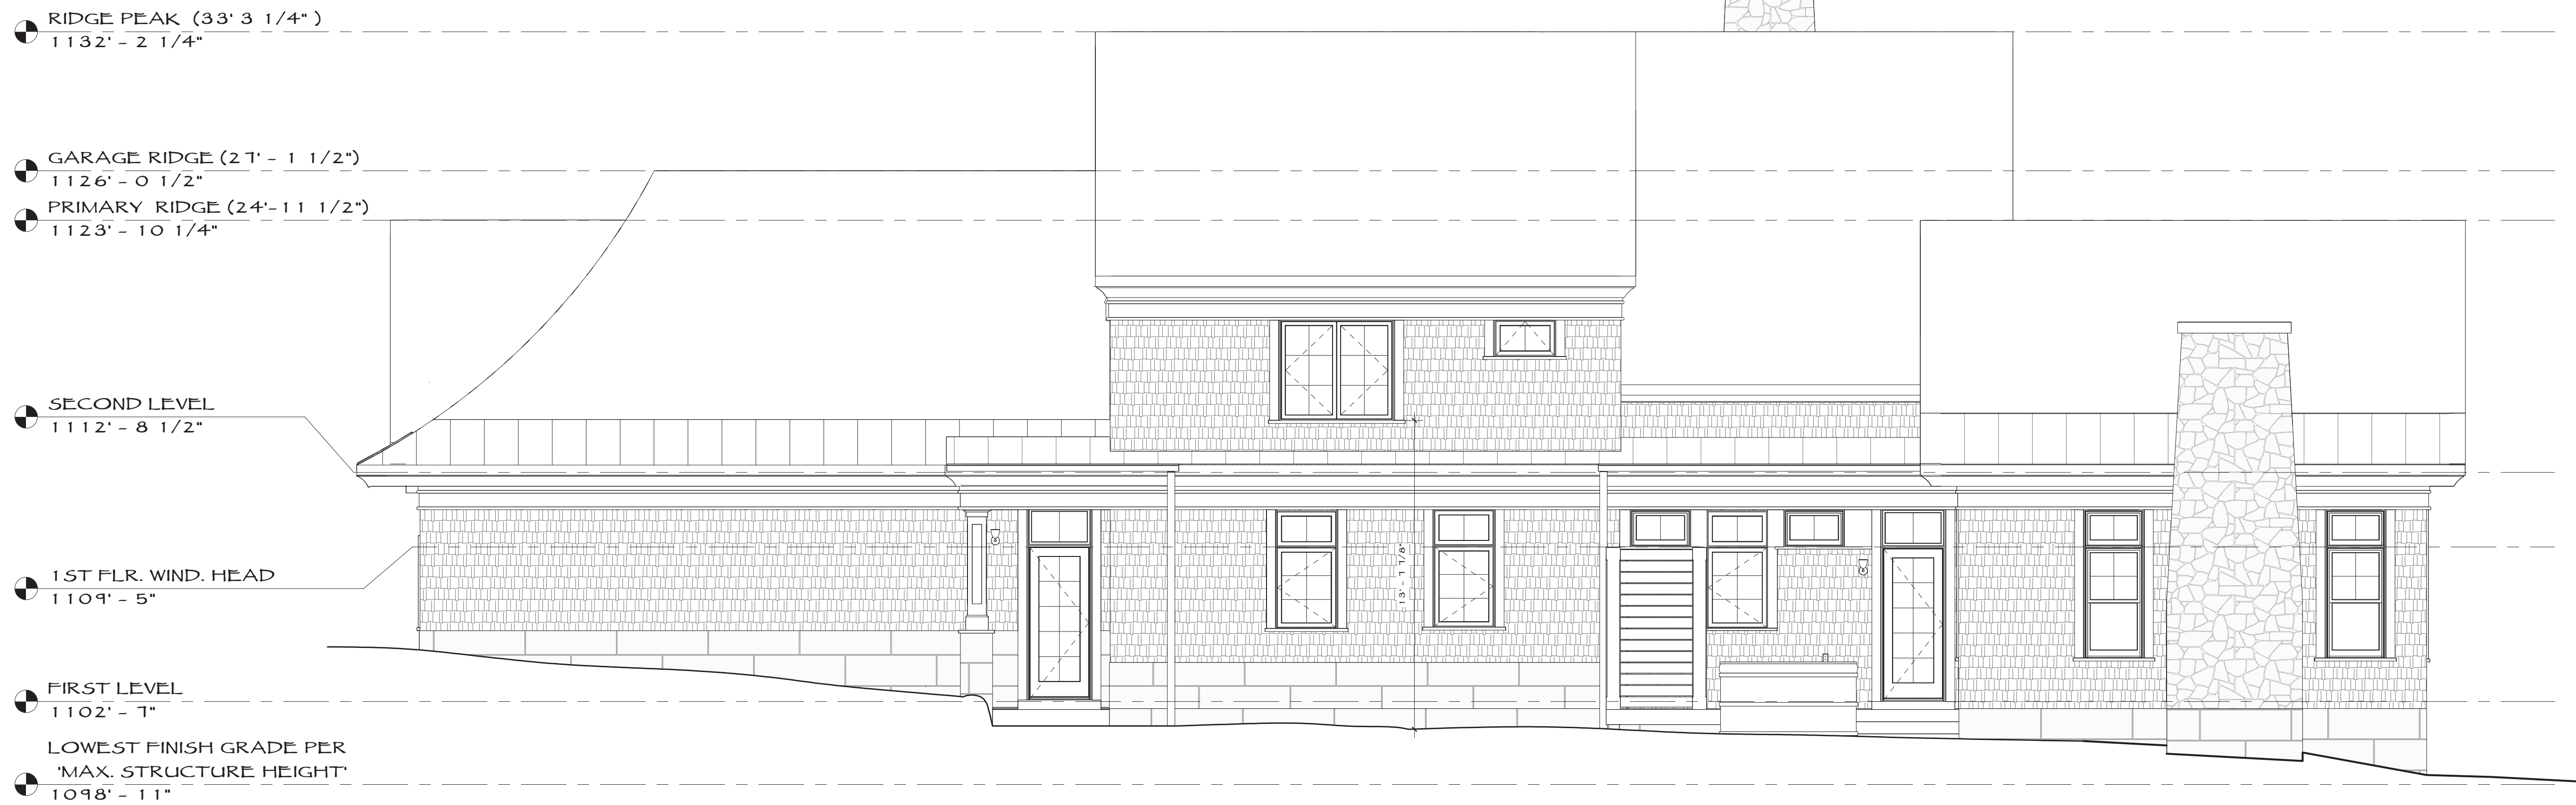 RIDGE PEAK (33' 3 1/4" )
1132' - 2 1/4"
GARAGE RIDGE (27' - 1 1/2")
1126' - 0 1/2"
PRIMARY RIDGE (24'-11 1/2")
1123' - 10 1/4"
SECOND LEVEL
1112' - 8 1/2"
1ST FLR. WIND. HEAD
1109' - 5"
13' - 7 7/8"
FIRST LEVEL
1102' - 7"
LOWEST FINISH GRADE PER
'MAX. STRUCTURE HEIGHT'
1098' - 11"